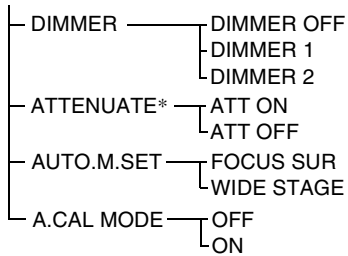 DIMMER DIMMER OFF
DIMMER 1
DIMMER 2
ATTENUATE* ATT ON
ATT OFF
AUTO.M.SET FOCUS SUR
WIDE STAGE
A.CAL MODE OFF
ON